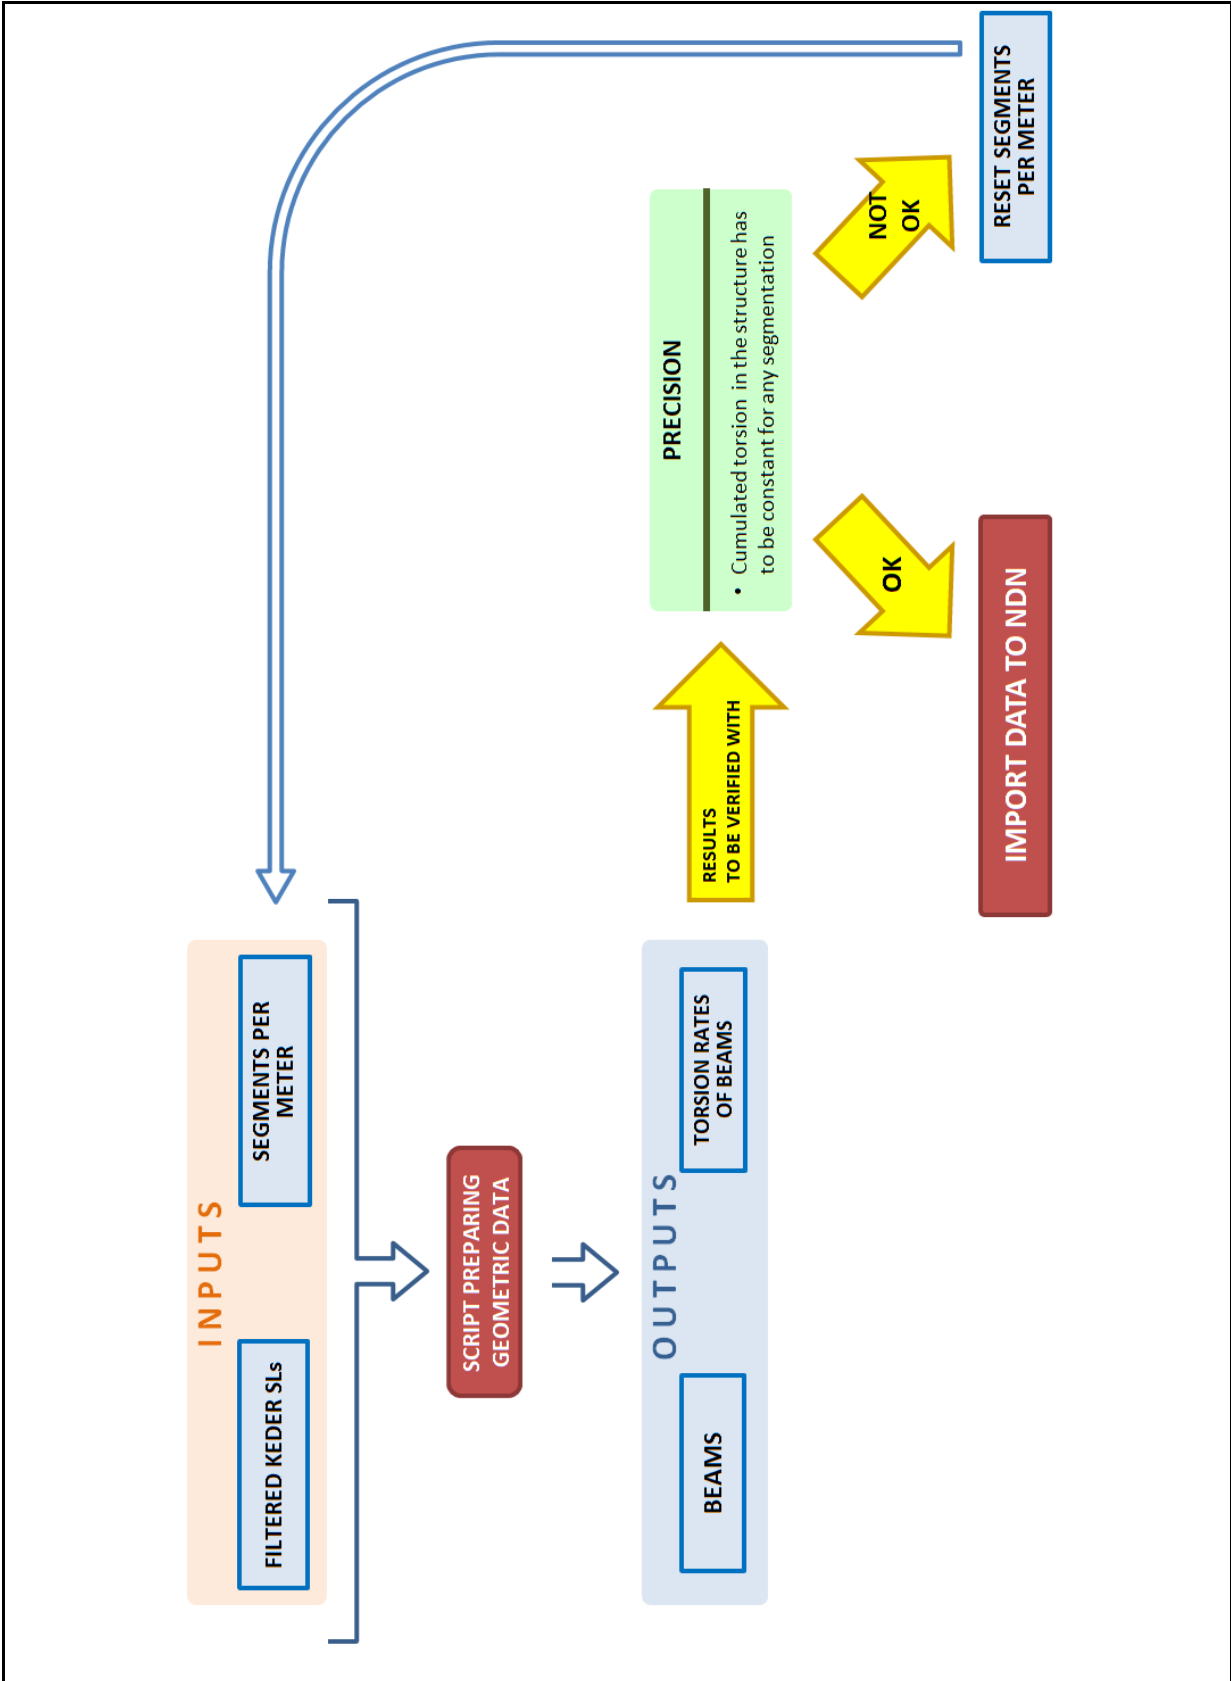 INPUTS
FILTERED KEDER SLs
SEGMENTS PER
METER
SCRIPT PREPARING
GEOMETRIC DATA
OUTPUTS
BEAMS
TORSION RATES
OF BEAMS
RESULTS
TO BE VERIFIED WITH
PRECISION
• Cumulated torsion in the structure has
to be constant for any segmentation
OK
NOT
OK
IMPORT DATA TO NDN
RESET SEGMENTS
PER METER